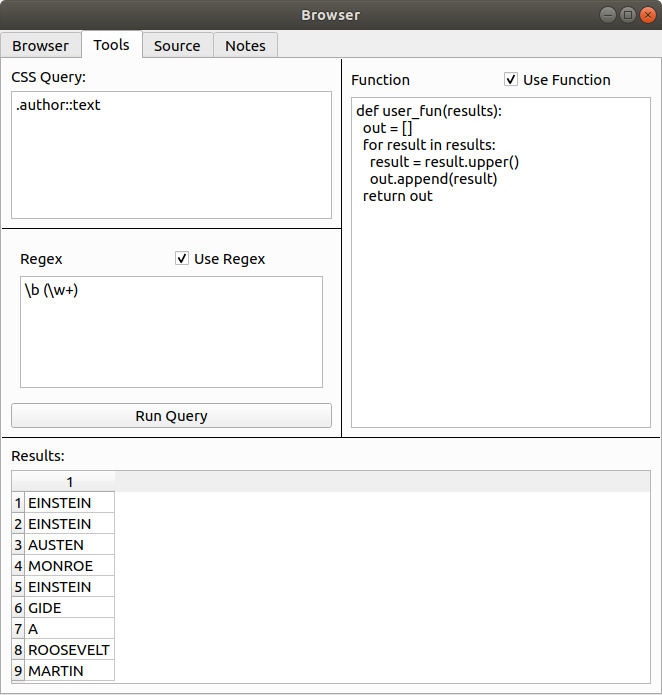 Browser
Browser Tools Source Notes
CSS Query:
.author::text
Regex Use Regex
\b (\w+)
Run Query
Function Use Function
def user_fun(results):
  out = []
  for result in results:
    result = result.upper()
    out.append(result)
  return out
Results:
1
1 EINSTEIN
2 EINSTEIN
3 AUSTEN
4 MONROE
5 EINSTEIN
6 GIDE
7 A
8 ROOSEVELT
9 MARTIN